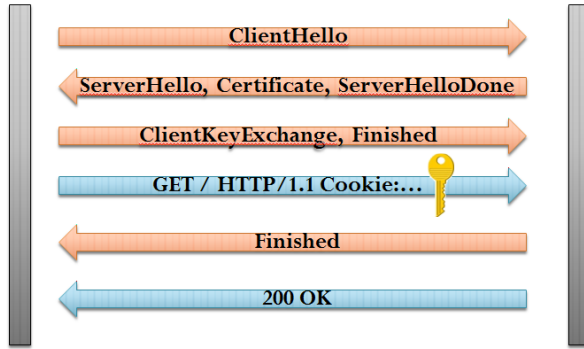 ClientHello
ServerHello, Certificate, ServerHelloDone
ClientKeyExchange, Finished
GET / HTTP/1.1 Cookie:...
Finished
200 OK